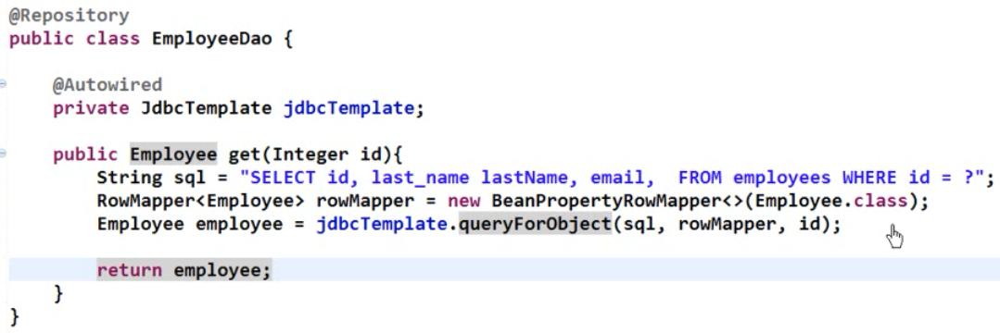 @Repository
public class EmployeeDao {
@Autowired
private JdbcTemplate jdbcTemplate;
public Employee get(Integer id){
String sql = "SELECT id, last_name lastName, email,  FROM employees WHERE id = ?";
RowMapper<Employee> rowMapper = new BeanPropertyRowMapper<>(Employee.class);
Employee employee = jdbcTemplate.queryForObject(sql, rowMapper, id);
return employee;
}
}